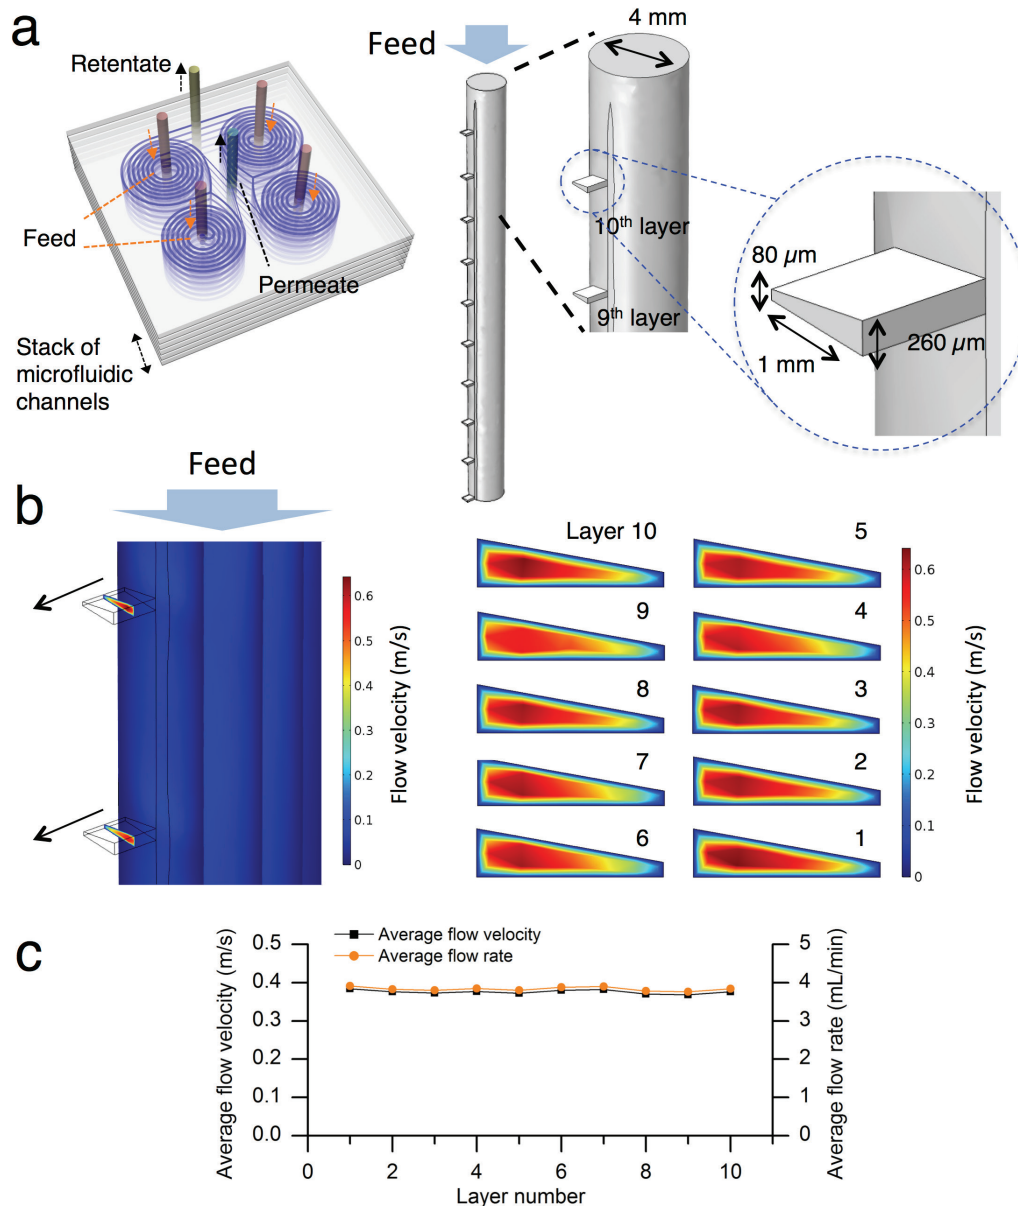 a
Retentate
Feed
Permeate
Stack of
microfluidic
channels
Feed
4 mm
10th layer
9th layer
80 µm
1 mm
260 µm
b
Feed
0.6
0.5
0.4
0.3
0.2
0.1
0
Flow velocity (m/s)
Layer 10
9
8
7
6
5
4
3
2
1
0.6
0.5
0.4
0.3
0.2
0.1
0
Flow velocity (m/s)
c
Average flow velocity
Average flow rate
Average flow velocity (m/s)
0.5
0.4
0.3
0.2
0.1
0.0
5
4
3
2
1
0
Average flow rate (mL/min)
0 2 4 6 8 10
Layer number